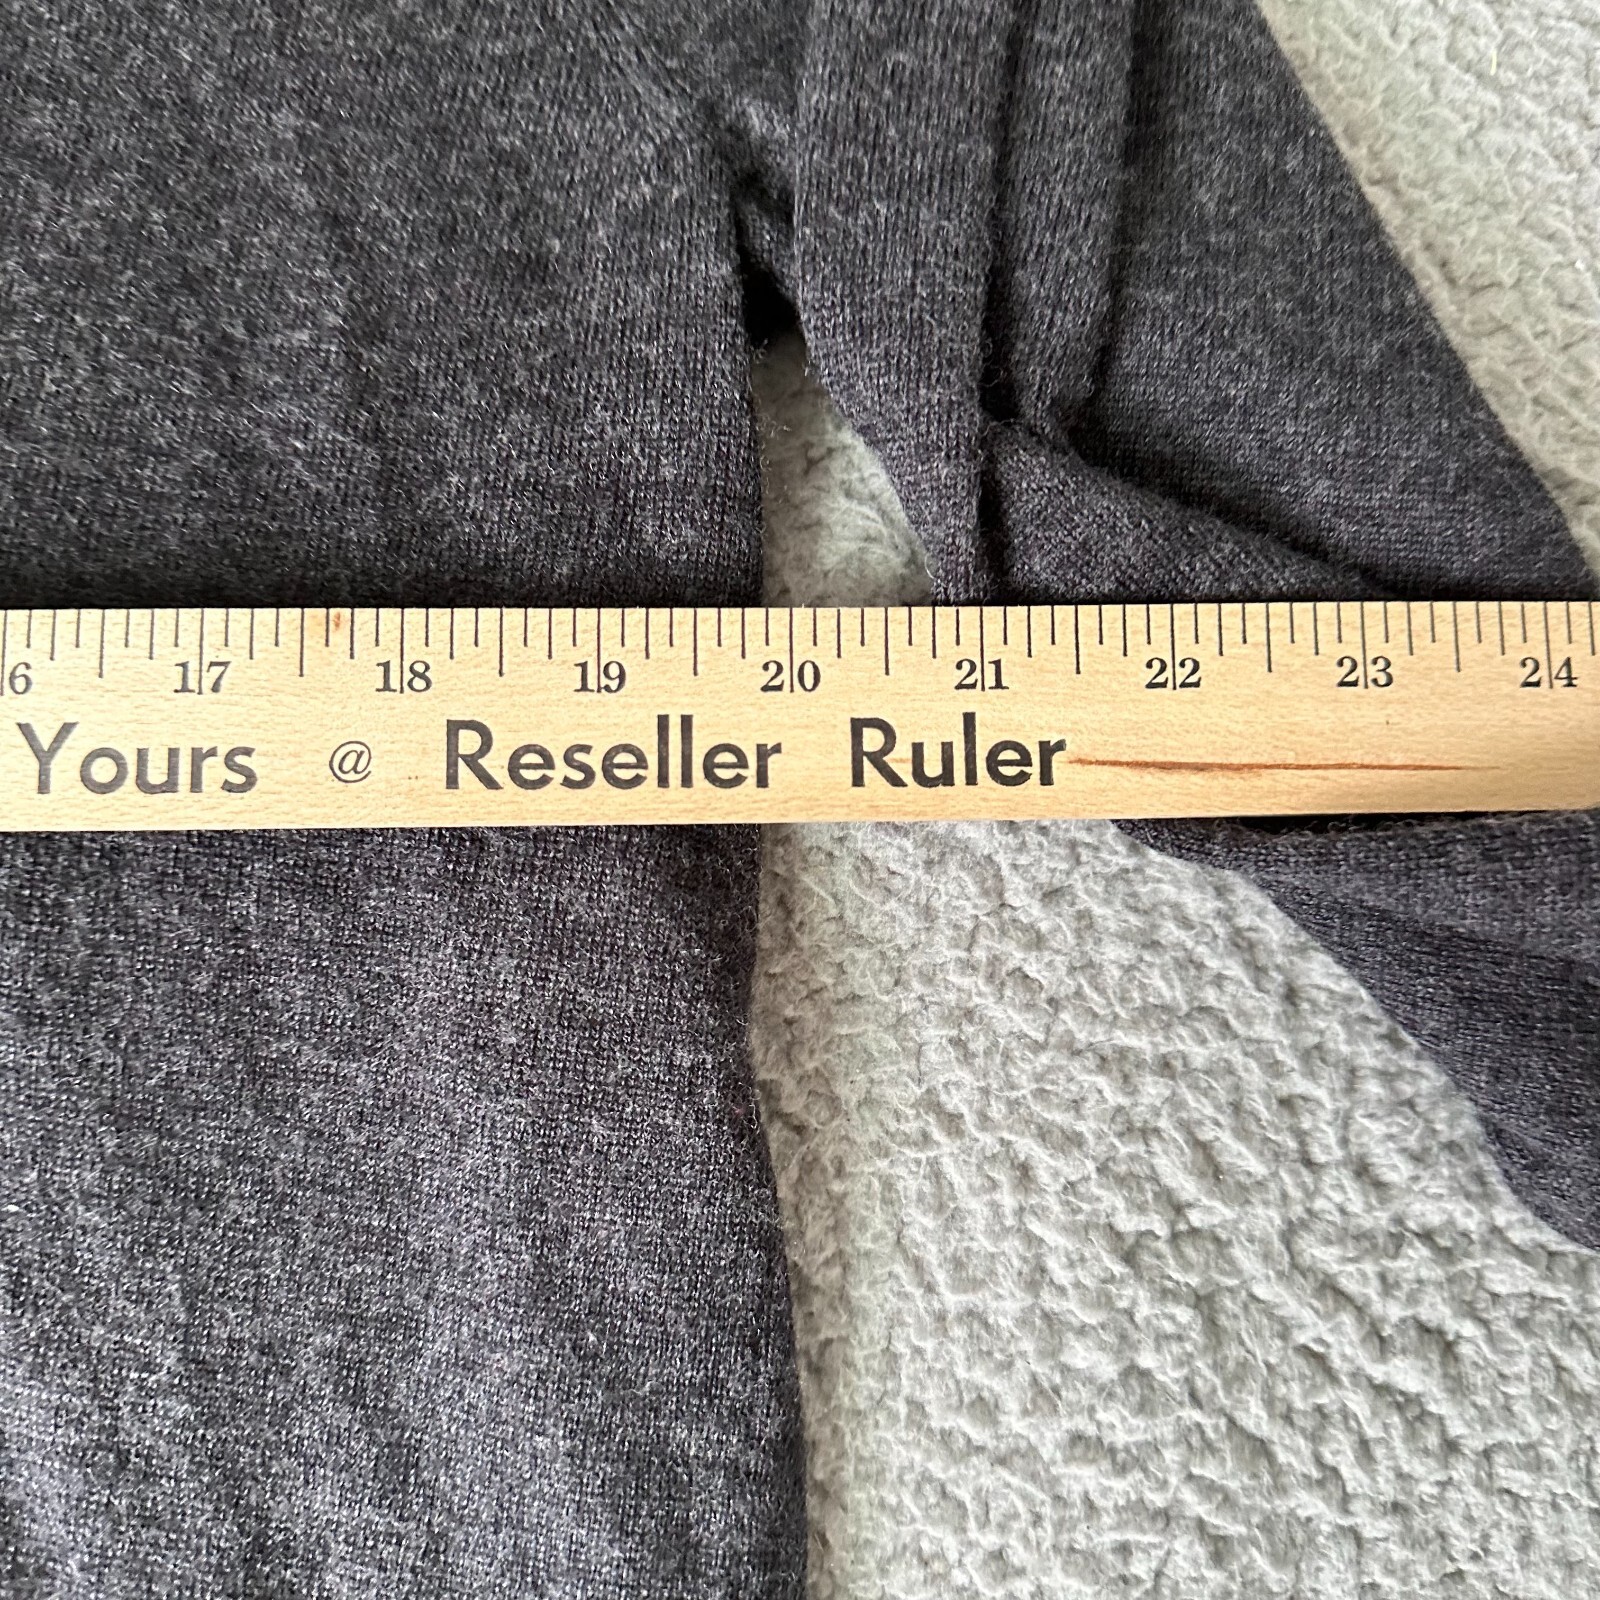 6 17 18 19 20 21 22 23 24
Yours @ Reseller Ruler